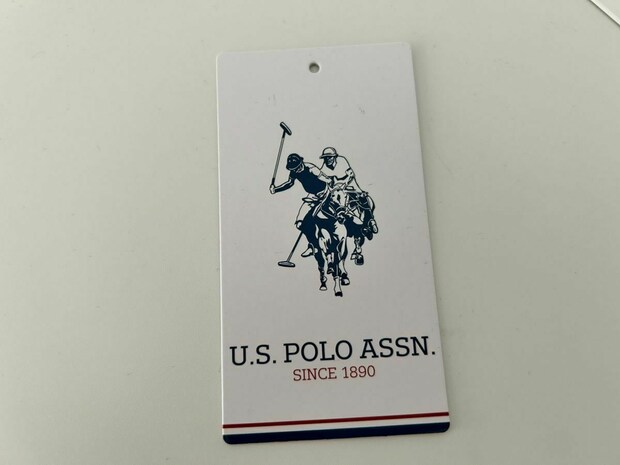 U.S. POLO ASSN.
SINCE 1890